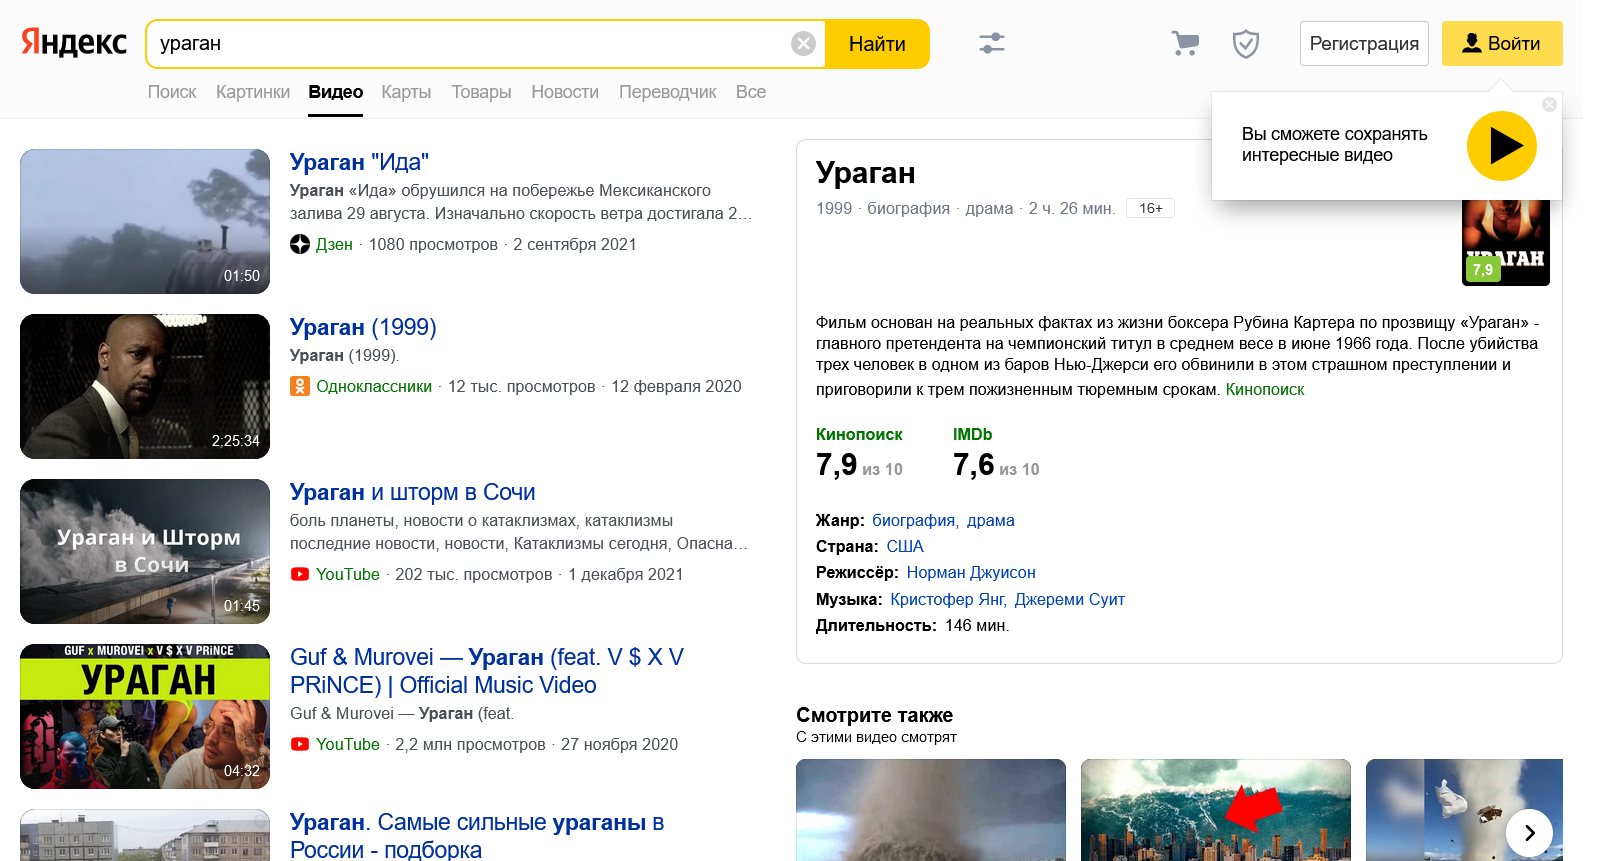 Яндекс
ураган
Найти
Регистрация
Войти
Поиск Картинки Видео Карты Товары Новости Переводчик Все
Вы сможете сохранять
интересные видео
01:50
Ураган "Ида"
Ураган «Ида» обрушился на побережье Мексиканского
залива 29 августа. Изначально скорость ветра достигала 2...
Дзен · 1080 просмотров · 2 сентября 2021
2:25:34
Ураган (1999)
Ураган (1999).
Одноклассники · 12 тыс. просмотров · 12 февраля 2020
Ураган и Шторм
в Сочи
01:45
Ураган и шторм в Сочи
боль планеты, новости о катаклизмах, катаклизмы
последние новости, новости, Катаклизмы сегодня, Опасна...
YouTube · 202 тыс. просмотров · 1 декабря 2021
GUF x MUROVEI x V $ X V PRiNCE
УРАГАН
04:32
Guf & Murovei — Ураган (feat. V $ X V
PRiNCE) | Official Music Video
Guf & Murovei — Ураган (feat.
YouTube · 2,2 млн просмотров · 27 ноября 2020
Ураган. Самые сильные ураганы в
России - подборка
Ураган
1999 · биография · драма · 2 ч. 26 мин. 16+
УРАГАН
7,9
Фильм основан на реальных фактах из жизни боксера Рубина Картера по прозвищу «Ураган» -
главного претендента на чемпионский титул в среднем весе в июне 1966 года. После убийства
трех человек в одном из баров Нью-Джерси его обвинили в этом страшном преступлении и
приговорили к трем пожизненным тюремным срокам. Кинопоиск
Кинопоиск IMDb
7,9 из 10 7,6 из 10
Жанр: биография, драма
Страна: США
Режиссёр: Норман Джуисон
Музыка: Кристофер Янг, Джереми Суит
Длительность: 146 мин.
Смотрите также
С этими видео смотрят